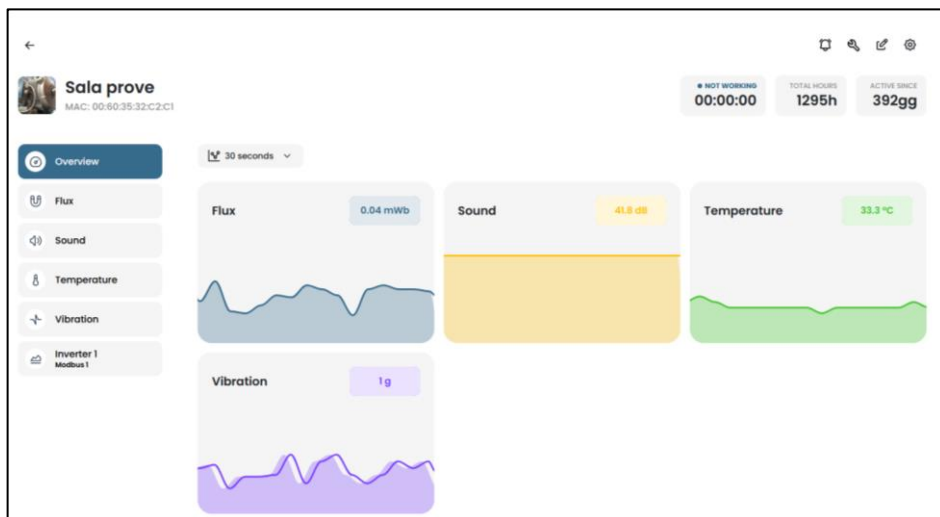 Sala prove
MAC: 00:60:35:32:C2:C1
NOT WORKING
00:00:00
TOTAL HOURS
1295h
ACTIVE SINCE
392gg
Overview
Flux
Sound
Temperature
Vibration
Inverter 1
Modbus 1
30 seconds
Flux
0.04 mWb
Sound
41.8 dB
Temperature
33.3 °C
Vibration
1 g